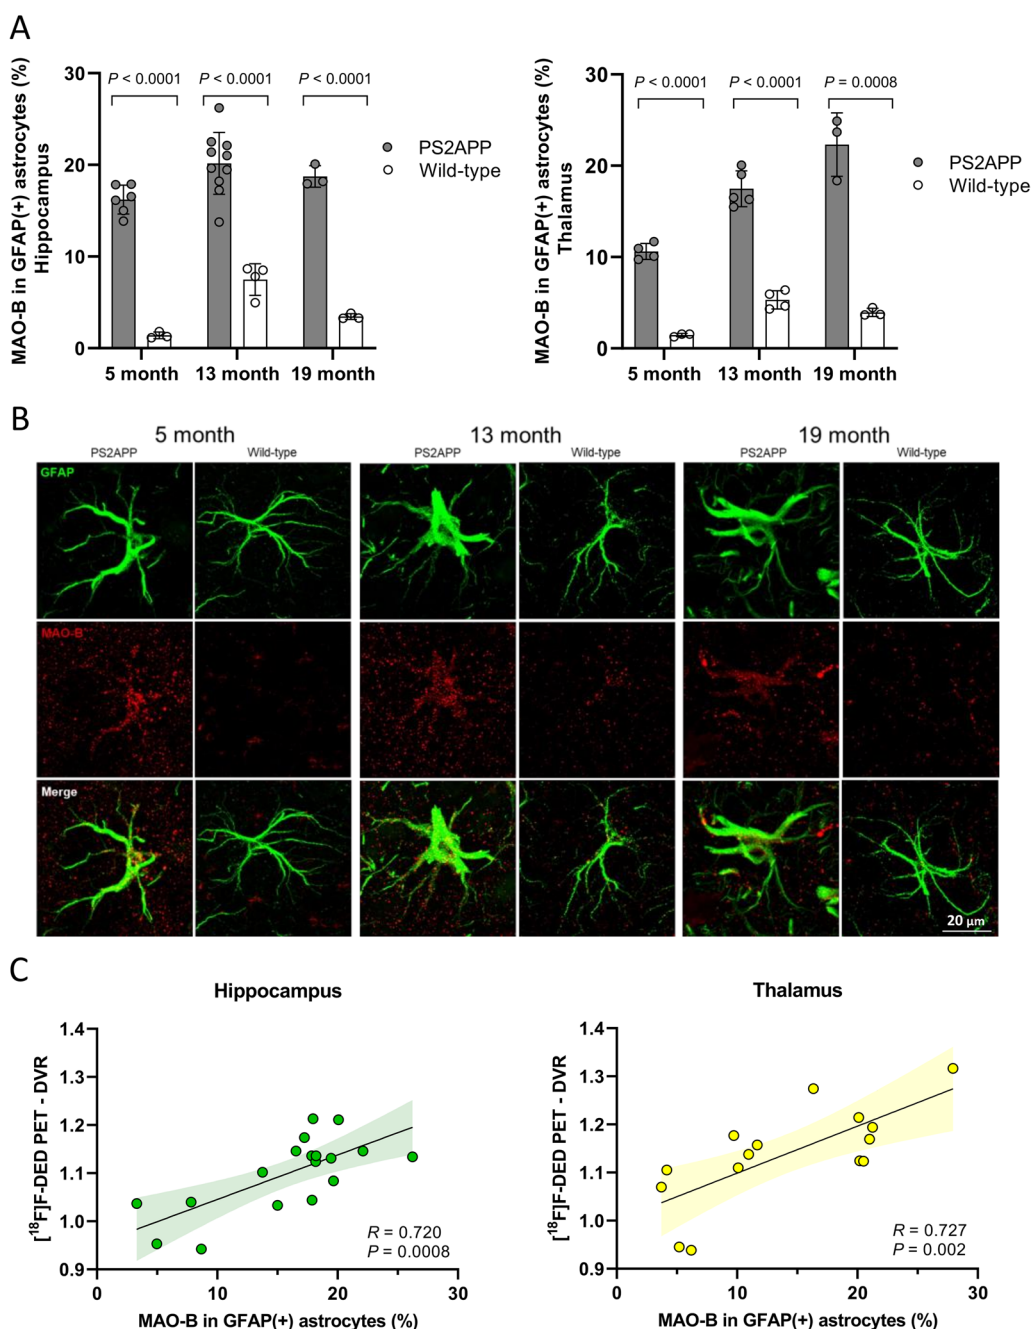 A
MAO-B in GFAP(+) astrocytes (%)
Hippocampus
30
20
10
0
P < 0.0001
P < 0.0001
P < 0.0001
5 month
13 month
19 month
PS2APP
Wild-type
MAO-B in GFAP(+) astrocytes (%)
Thalamus
30
20
10
0
P < 0.0001
P < 0.0001
P = 0.0008
5 month
13 month
19 month
PS2APP
Wild-type
B
5 month
13 month
19 month
PS2APP
Wild-type
PS2APP
Wild-type
PS2APP
Wild-type
GFAP
MAO-B
Merge
20 µm
C
Hippocampus
[18F]F-DED PET - DVR
1.4
1.3
1.2
1.1
1.0
0.9
R = 0.720
P = 0.0008
0
10
20
30
MAO-B in GFAP(+) astrocytes (%)
Thalamus
[18F]F-DED PET - DVR
1.4
1.3
1.2
1.1
1.0
0.9
R = 0.727
P = 0.002
0
10
20
30
MAO-B in GFAP(+) astrocytes (%)